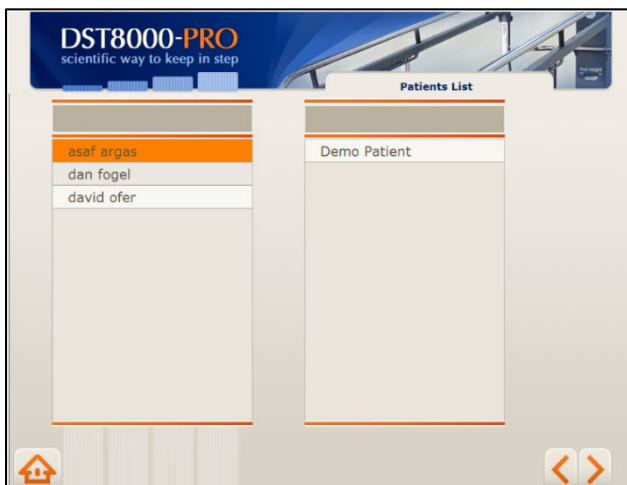 DST8000-PRO
scientific way to keep in step
Patients List
asaf argas
dan fogel
david ofer
Demo Patient